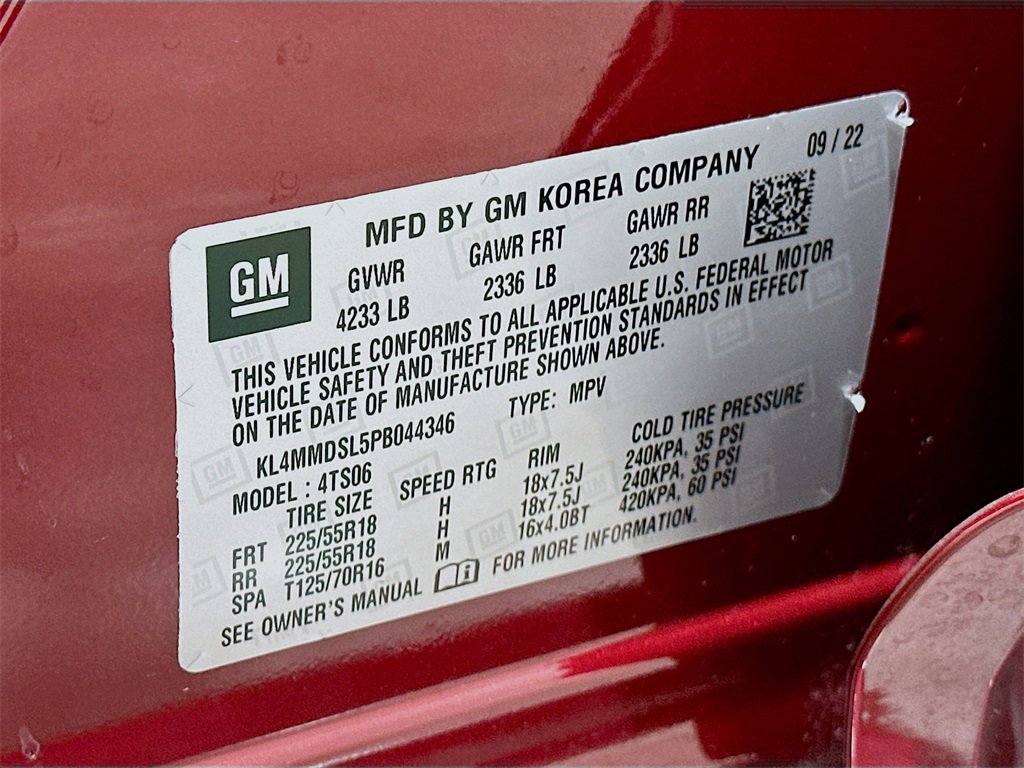 GM
MFD BY GM KOREA COMPANY 09 / 22
GVWR GAWR FRT GAWR RR
4233 LB 2336 LB 2336 LB
THIS VEHICLE CONFORMS TO ALL APPLICABLE U.S. FEDERAL MOTOR
VEHICLE SAFETY AND THEFT PREVENTION STANDARDS IN EFFECT
ON THE DATE OF MANUFACTURE SHOWN ABOVE.
KL4MMDSL5PB044346 TYPE: MPV
MODEL : 4TS06
TIRE SIZE SPEED RTG RIM COLD TIRE PRESSURE
FRT 225/55R18 H 18x7.5J 240KPA, 35 PSI
RR 225/55R18 H 18x7.5J 240KPA, 35 PSI
SPA T125/70R16 M 16x4.0BT 420KPA, 60 PSI
SEE OWNER'S MANUAL FOR MORE INFORMATION.